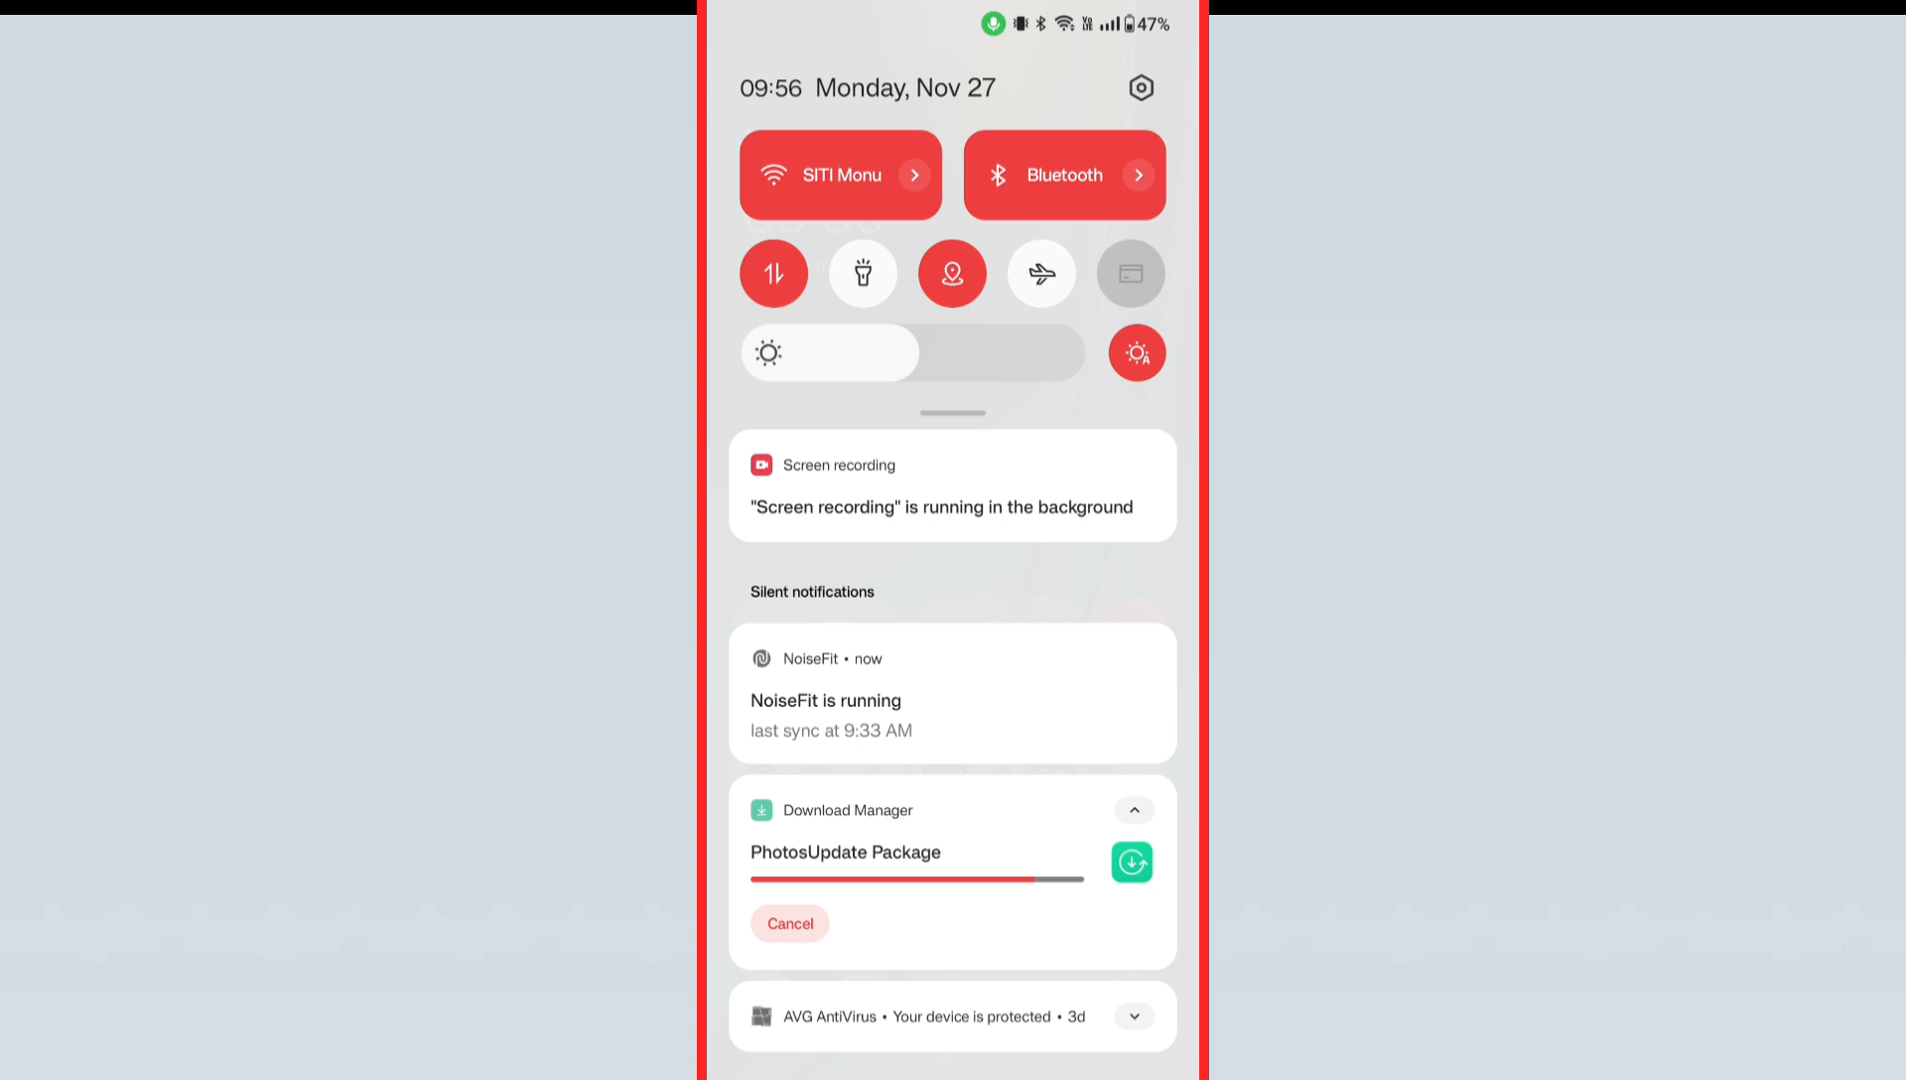 47%
09:56 Monday, Nov 27
SITI Monu
Bluetooth
Screen recording
"Screen recording" is running in the background
Silent notifications
NoiseFit • now
NoiseFit is running
last sync at 9:33 AM
Download Manager
PhotosUpdate Package
Cancel
AVG AntiVirus • Your device is protected • 3d